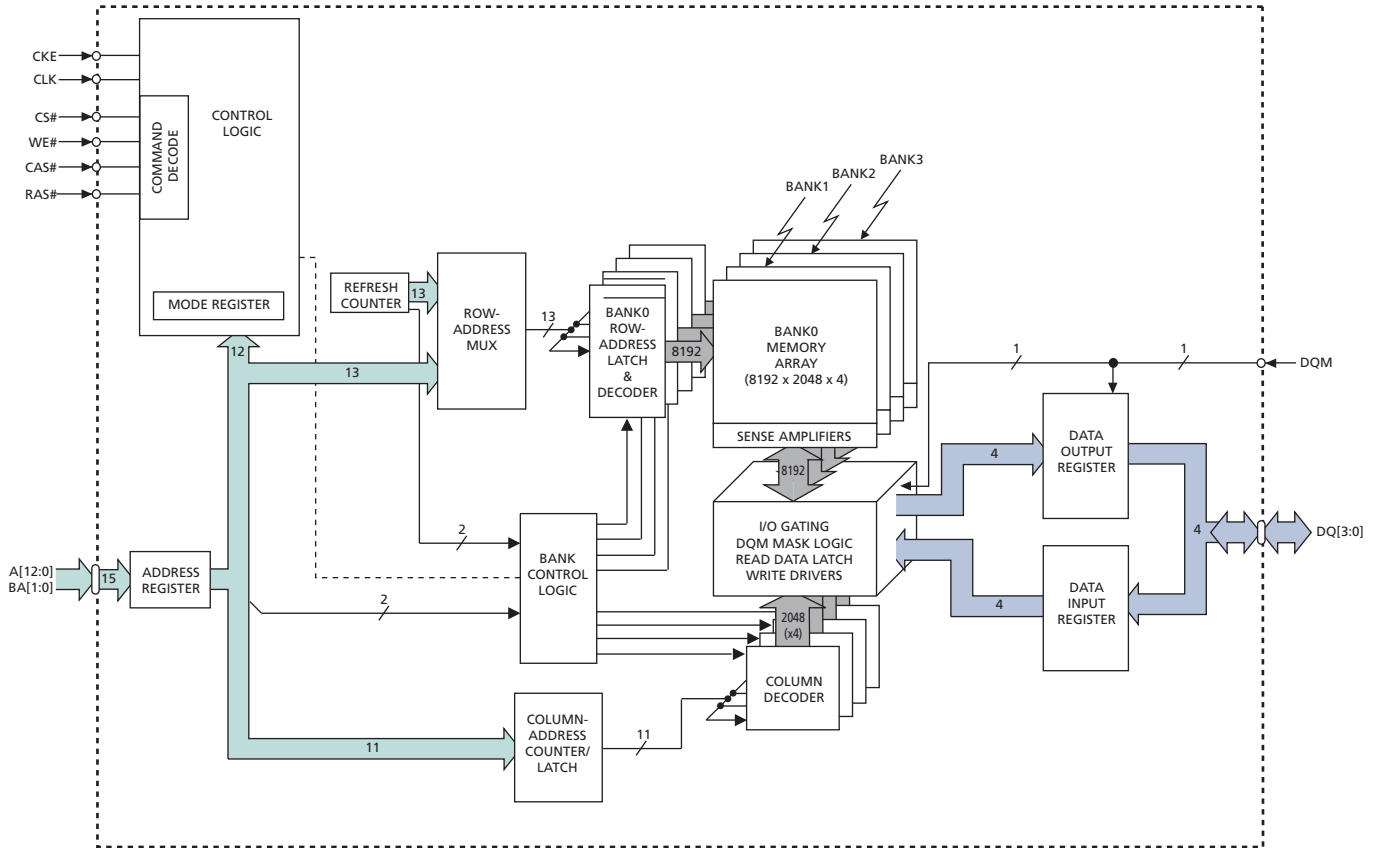 CKE
CLK
CS#
WE#
CAS#
RAS#
COMMAND
DECODE
CONTROL
LOGIC
MODE REGISTER
12
BANK3
BANK2
BANK1
REFRESH
COUNTER
13
13
ROW-
ADDRESS
MUX
13
BANK0
ROW-
ADDRESS
LATCH
&
DECODER
8192
BANK0
MEMORY
ARRAY
(8192 x 2048 x 4)
SENSE AMPLIFIERS
8192
1
1
DQM
DATA
OUTPUT
REGISTER
4
4
DQ[3:0]
I/O GATING
DQM MASK LOGIC
READ DATA LATCH
WRITE DRIVERS
4
DATA
INPUT
REGISTER
2
BANK
CONTROL
LOGIC
2
A[12:0]
BA[1:0]
15
ADDRESS
REGISTER
2048
(x4)
COLUMN
DECODER
11
COLUMN-
ADDRESS
COUNTER/
LATCH
11